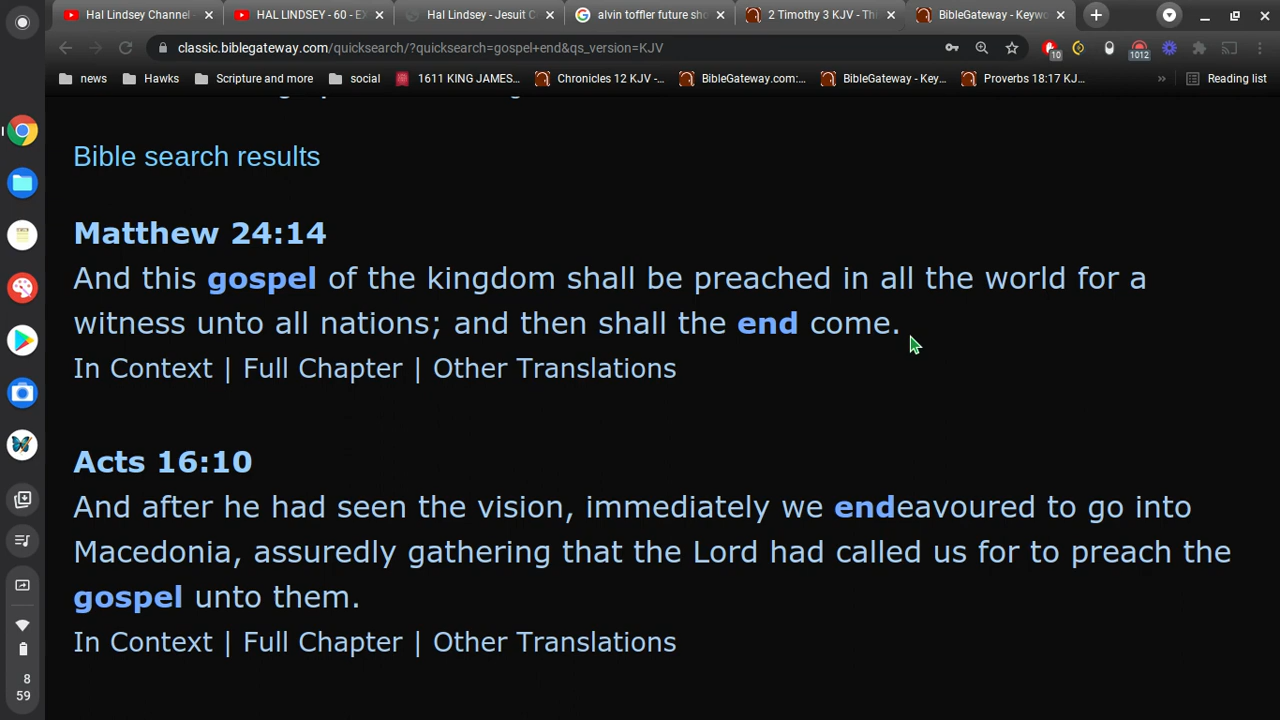 Hal Lindsey Channel -
HAL LINDSEY - 60 - E
Hal Lindsey - Jesuit C
alvin toffler future sho
2 Timothy 3 KJV - Th
BibleGateway - Keyw
classic.biblegateway.com/quicksearch/?quicksearch=gospel+end&qs_version=KJV
10
1012
news
Hawks
Scripture and more
social
1611 KING JAMES...
Chronicles 12 KJV -...
BibleGateway.com:...
BibleGateway - Key...
Proverbs 18:17 KJ...
»
Reading list
Bible search results
Matthew 24:14
And this gospel of the kingdom shall be preached in all the world for a
witness unto all nations; and then shall the end come.
In Context | Full Chapter | Other Translations
Acts 16:10
And after he had seen the vision, immediately we endeavoured to go into
Macedonia, assuredly gathering that the Lord had called us for to preach the
gospel unto them.
In Context | Full Chapter | Other Translations
8
59